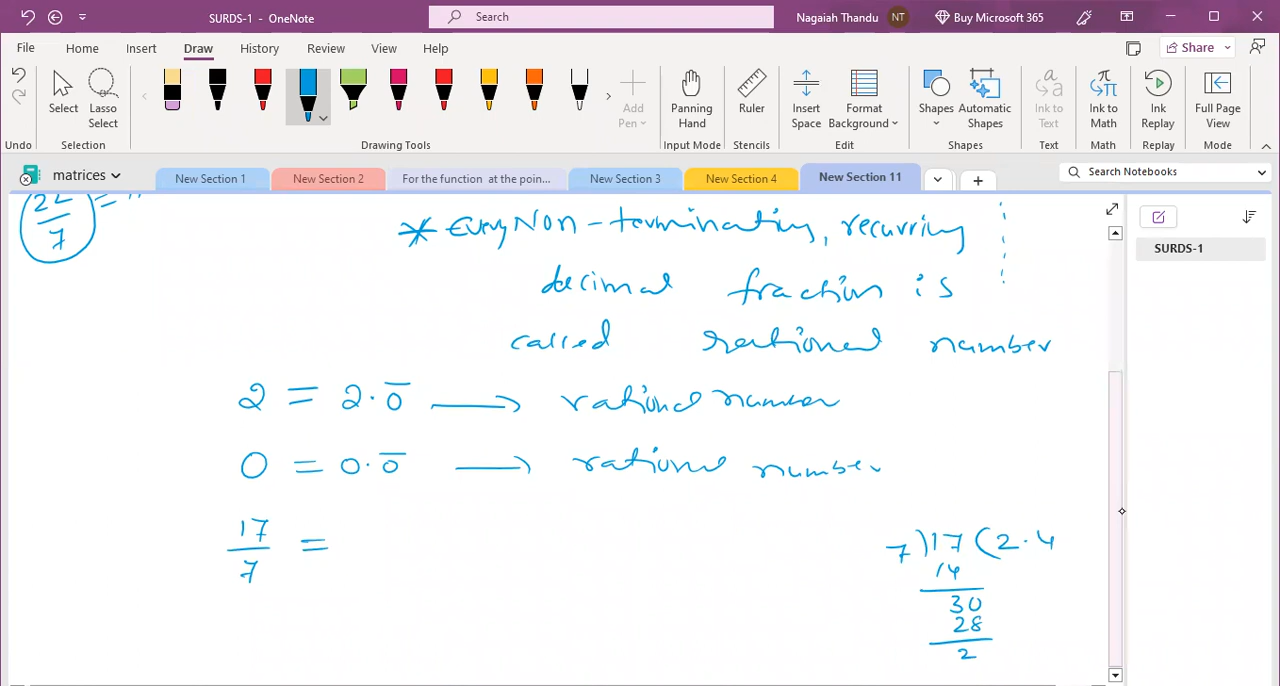 SURDS-1 - OneNote
Search
Nagaiah Thandu NT
Buy Microsoft 365
File Home Insert Draw History Review View Help
Share
Select
Lasso Select
Add Pen
Panning Hand
Ruler
Insert Space
Format Background
Shapes
Automatic Shapes
Ink to Text
Ink to Math
Ink Replay
Full Page View
Undo Selection Drawing Tools Input Mode Stencils Edit Shapes Text Math Replay Mode
matrices New Section 1 New Section 2 For the function at the poin... New Section 3 New Section 4 New Section 11 + Search Notebooks
SURDS-1
22/7 =
* Every Non-terminating, recurring
decimal fraction is
called rational number
2 = 2.0̅ → rational number
0 = 0.0̅ → rational number
17/7 =
7)17(2.4
14
30
28
2